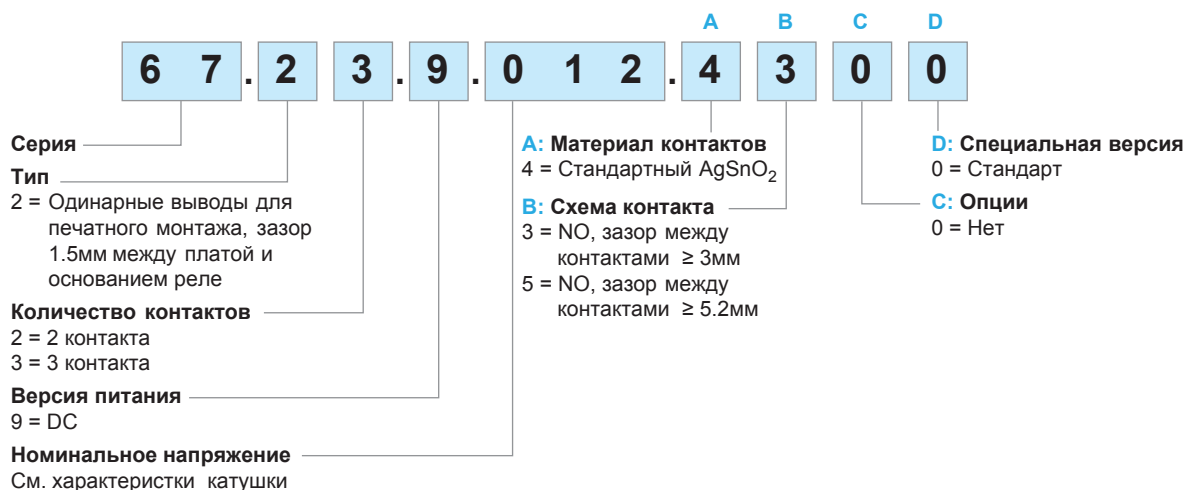 A B C D
6 7 . 2 3 . 9 . 0 1 2 . 4 3 0 0
Серия
Тип
2 = Одинарные выводы для
печатного монтажа, зазор
1.5мм между платой и
основанием реле
Количество контактов
2 = 2 контакта
3 = 3 контакта
Версия питания
9 = DC
Номинальное напряжение
См. характеристки катушки
A: Материал контактов
4 = Стандартный AgSnO2
B: Схема контакта
3 = NO, зазор между
контактами ≥ 3мм
5 = NO, зазор между
контактами ≥ 5.2мм
D: Специальная версия
0 = Стандарт
C: Опции
0 = Нет